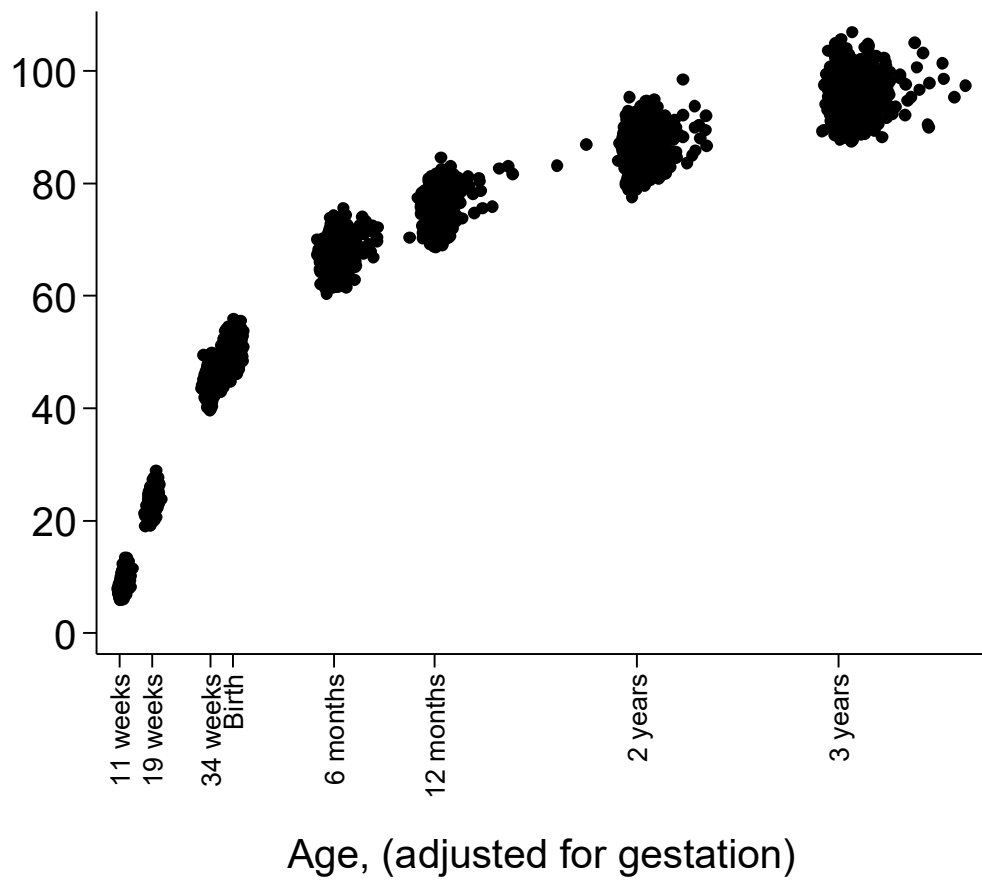 100
80
60
40
20
0
11 weeks
19 weeks
34 weeks
Birth
6 months
12 months
2 years
3 years
Age, (adjusted for gestation)